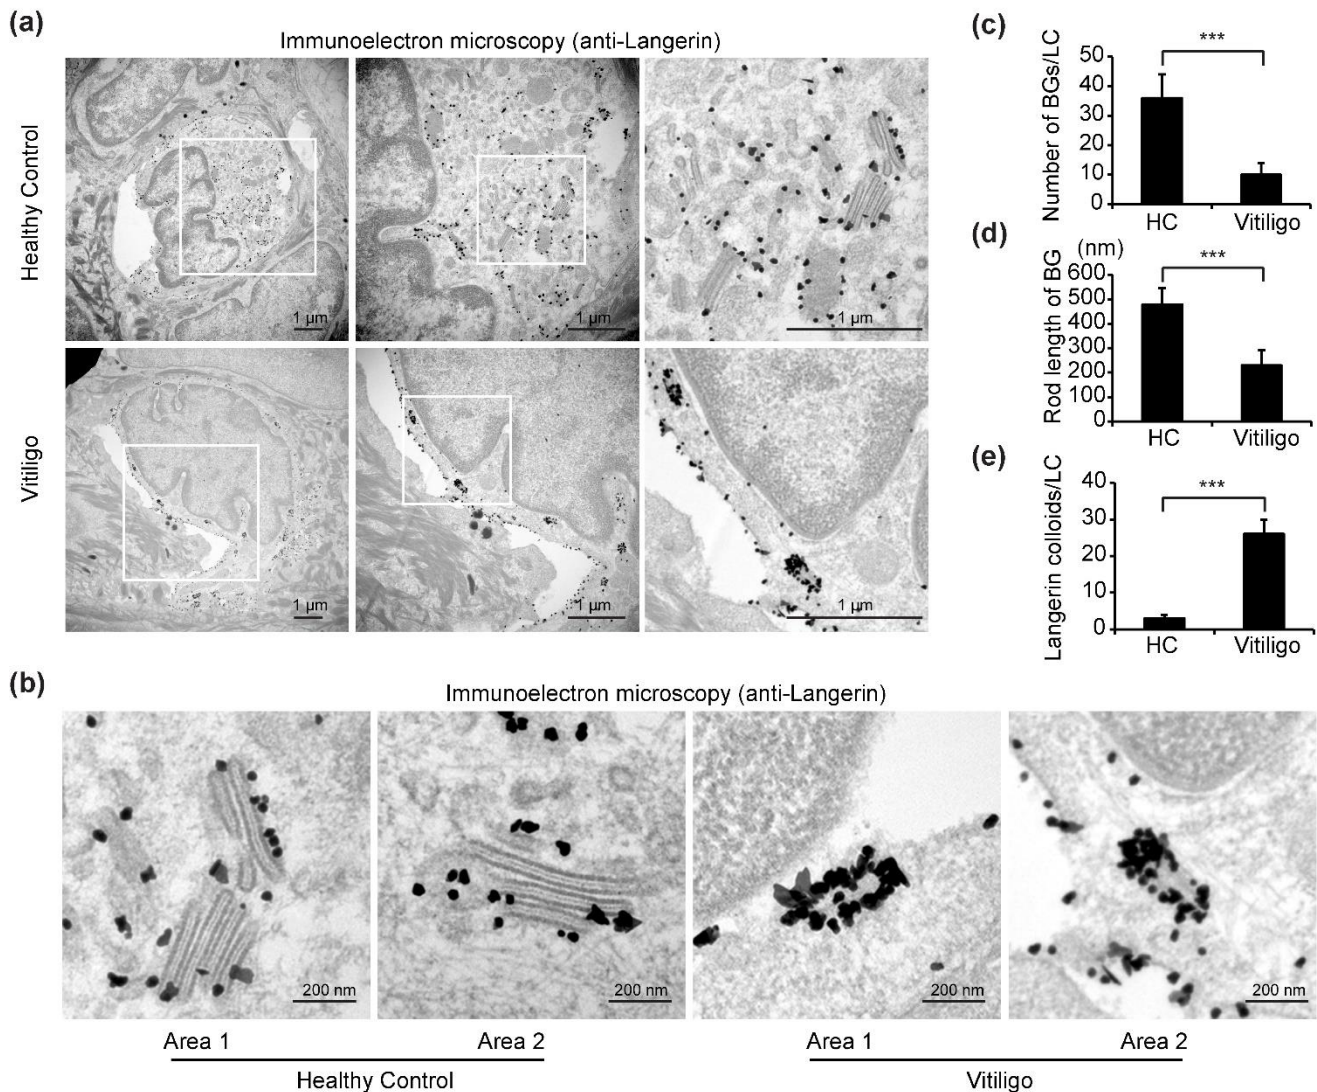 (a)
Immunoelectron microscopy (anti-Langerin)
Healthy Control
1 µm
1 µm
1 µm
Vitiligo
1 µm
1 µm
1 µm
(b)
Immunoelectron microscopy (anti-Langerin)
200 nm
200 nm
200 nm
200 nm
Area 1
Area 2
Area 1
Area 2
Healthy Control
Vitiligo
(c)
Number of BGs/LC
50
40
30
20
10
0
***
HC
Vitiligo
(d)
(nm)
Rod length of BG
600
500
400
300
200
100
0
***
HC
Vitiligo
(e)
Langerin colloids/LC
40
30
20
10
0
***
HC
Vitiligo